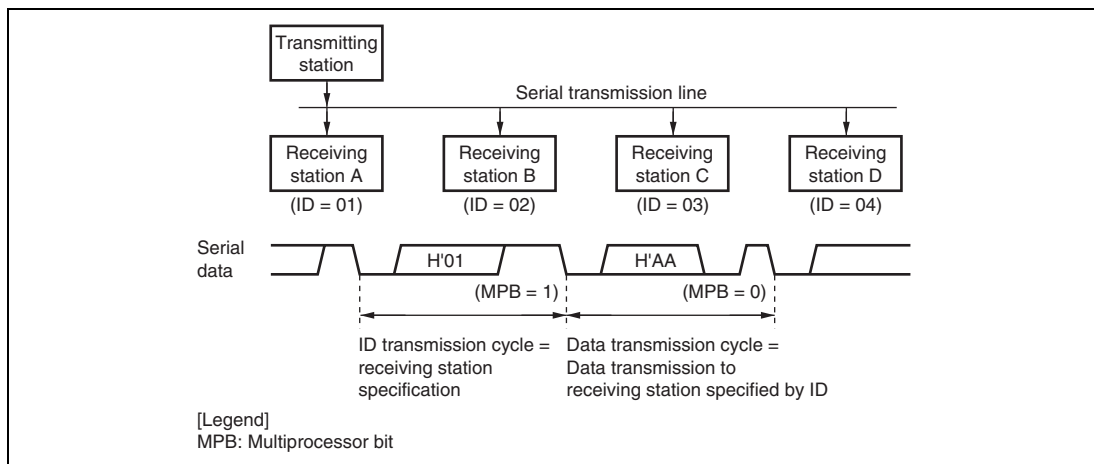 Transmitting
station
Serial transmission line
Receiving
station A
Receiving
station B
Receiving
station C
Receiving
station D
(ID = 01)
(ID = 02)
(ID = 03)
(ID = 04)
Serial
data
H'01
H'AA
(MPB = 1)
(MPB = 0)
ID transmission cycle =
receiving station
specification
Data transmission cycle =
Data transmission to
receiving station specified by ID
[Legend]
MPB: Multiprocessor bit